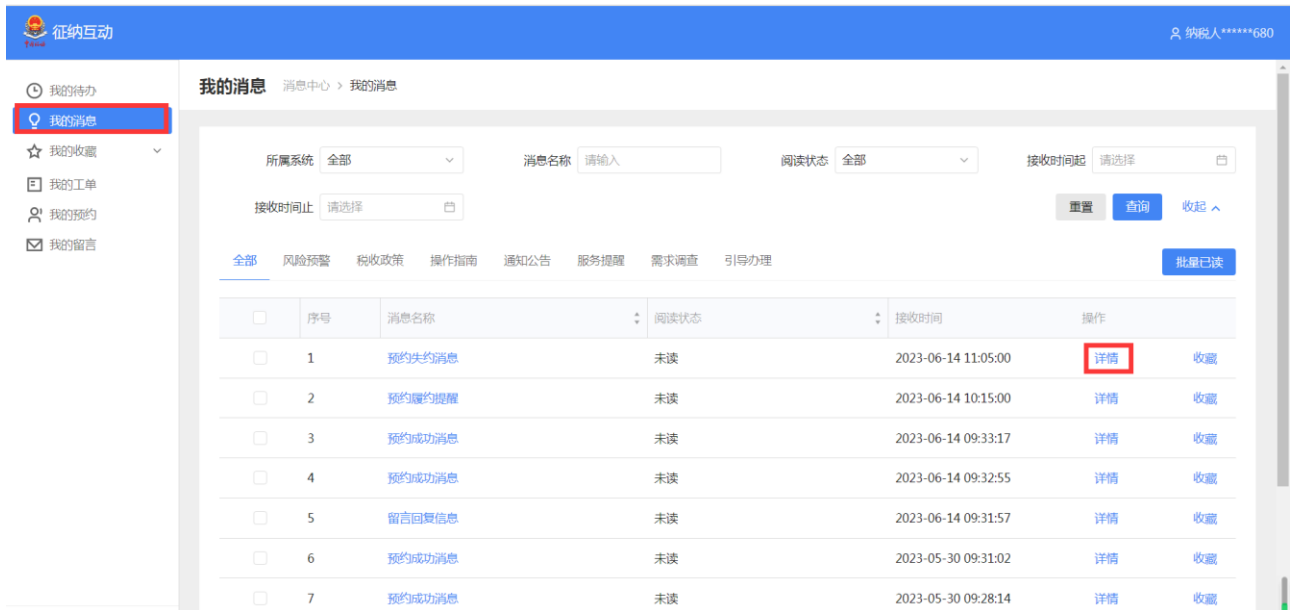 征纳互动
纳税人******680
我的待办
我的消息
我的收藏
我的工单
我的预约
我的留言
我的消息 消息中心 > 我的消息
所属系统 全部 消息名称 请输入 阅读状态 全部 接收时间起 请选择
接收时间止 请选择 重置 查询 收起
全部 风险预警 税收政策 操作指南 通知公告 服务提醒 需求调查 引导办理 批量已读
序号 消息名称 阅读状态 接收时间 操作
1 预约失约消息 未读 2023-06-14 11:05:00 详情 收藏
2 预约履约提醒 未读 2023-06-14 10:15:00 详情 收藏
3 预约成功消息 未读 2023-06-14 09:33:17 详情 收藏
4 预约成功消息 未读 2023-06-14 09:32:55 详情 收藏
5 留言回复信息 未读 2023-06-14 09:31:57 详情 收藏
6 预约成功消息 未读 2023-05-30 09:31:02 详情 收藏
7 预约成功消息 未读 2023-05-30 09:28:14 详情 收藏